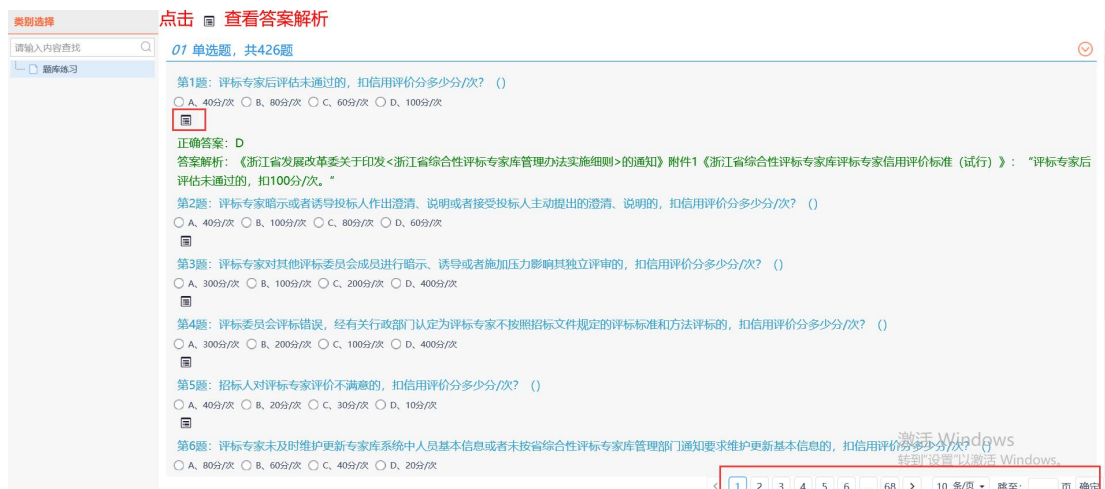 类别选择
点击 查看答案解析
请输入内容查找
01 单选题，共426题
题库练习
第1题：评标专家后评估未通过的，扣信用评价分多少分/次？ ()
A、40分/次 B、80分/次 C、60分/次 D、100分/次
正确答案：D
答案解析：《浙江省发展改革委关于印发<浙江省综合性评标专家库管理办法实施细则>的通知》附件1《浙江省综合性评标专家库评标专家信用评价标准（试行）》：“评标专家后
评估未通过的，扣100分/次。“
第2题：评标专家暗示或者诱导投标人作出澄清、说明或者接受投标人主动提出的澄清、说明的，扣信用评价分多少分/次？ ()
A、40分/次 B、100分/次 C、80分/次 D、60分/次
第3题：评标专家对其他评标委员会成员进行暗示、诱导或者施加压力影响其独立评审的，扣信用评价分多少分/次？ ()
A、300分/次 B、100分/次 C、200分/次 D、400分/次
第4题：评标委员会评标错误，经有关行政部门认定为评标专家不按照招标文件规定的评标标准和方法评标的，扣信用评价分多少分/次？ ()
A、300分/次 B、200分/次 C、100分/次 D、400分/次
第5题：招标人对评标专家评价不满意的，扣信用评价分多少分/次？ ()
A、40分/次 B、20分/次 C、30分/次 D、10分/次
第6题：评标专家未及时维护更新专家库系统中人员基本信息或者未按省综合性评标专家库管理部门通知要求维护更新基本信息的，扣信用评价分多少分/次？ ()
激活 Windows
A、80分/次 B、60分/次 C、40分/次 D、20分/次
转到"设置"以激活 Windows。
< 1 2 3 4 5 6 … 68 > 10 条/页 跳至： 页 确定